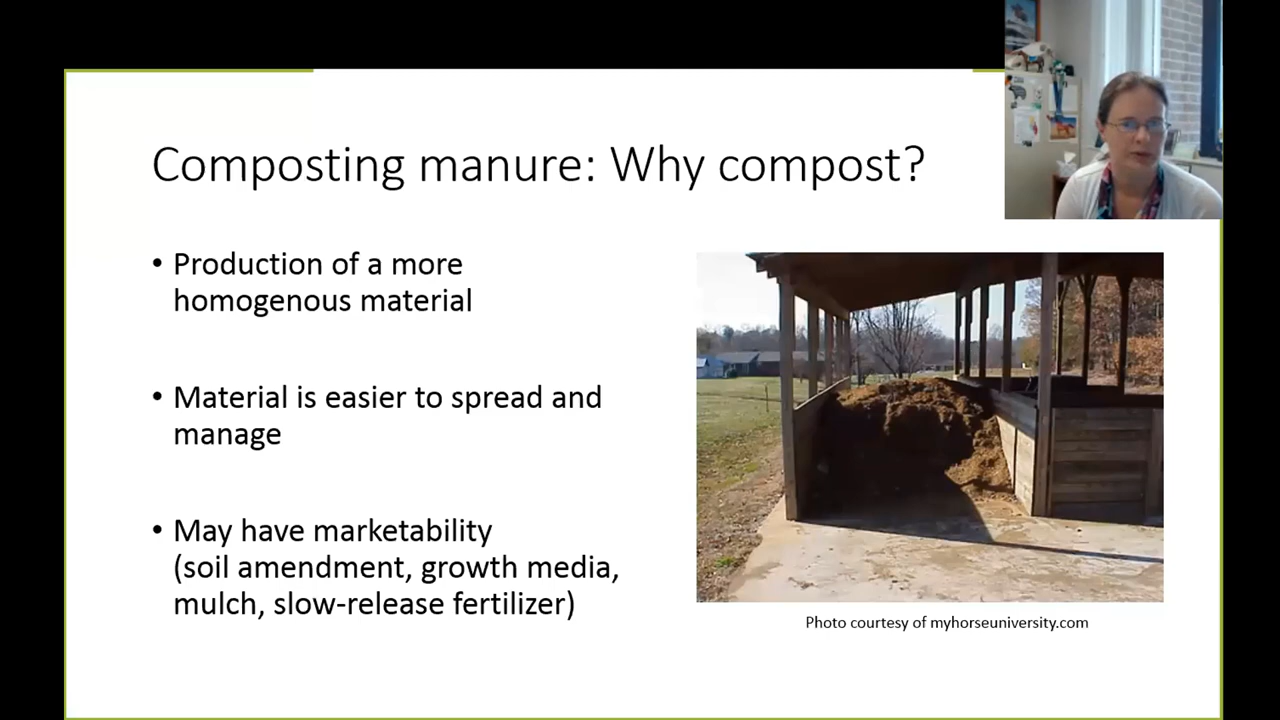 Composting manure: Why compost?
• Production of a more
homogenous material
• Material is easier to spread and
manage
• May have marketability
(soil amendment, growth media,
mulch, slow-release fertilizer)
Photo courtesy of myhorseuniversity.com